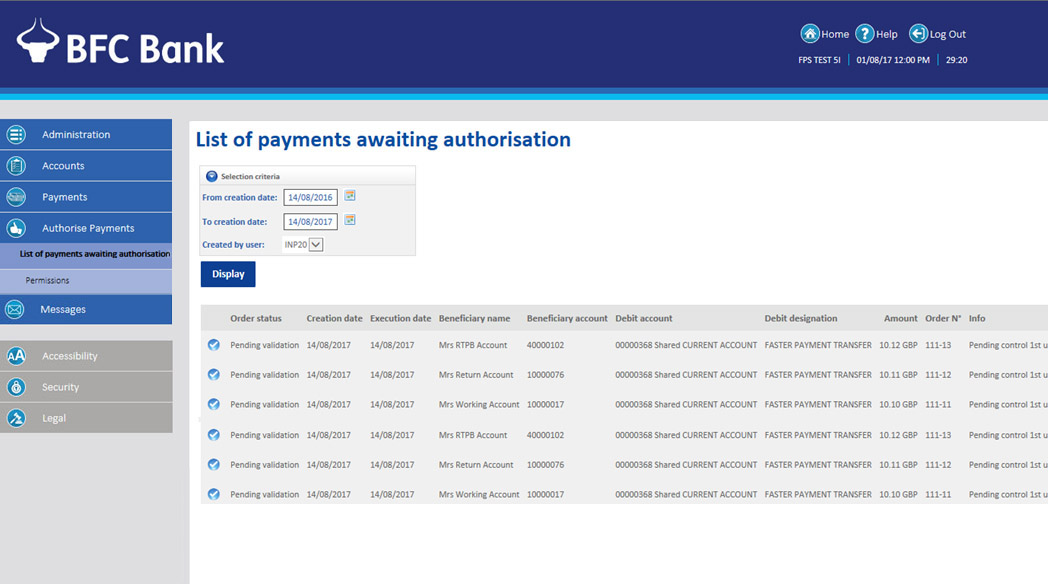 BFC Bank
Home Help Log Out
FPS TEST 5I 01/08/17 12:00 PM 29:20
Administration
Accounts
Payments
Authorise Payments
List of payments awaiting authorisation
Permissions
Messages
AA Accessibility
Security
Legal
List of payments awaiting authorisation
Selection criteria
From creation date: 14/08/2016
To creation date: 14/08/2017
Created by user: INP20
Display
Order status Creation date Execution date Beneficiary name Beneficiary account Debit account Debit designation Amount Order N° Info
Pending validation 14/08/2017 14/08/2017 Mrs RTPB Account 40000102 00000368 Shared CURRENT ACCOUNT FASTER PAYMENT TRANSFER 10.12 GBP 111-13 Pending control 1st u
Pending validation 14/08/2017 14/08/2017 Mrs Return Account 10000076 00000368 Shared CURRENT ACCOUNT FASTER PAYMENT TRANSFER 10.11 GBP 111-12 Pending control 1st u
Pending validation 14/08/2017 14/08/2017 Mrs Working Account 10000017 00000368 Shared CURRENT ACCOUNT FASTER PAYMENT TRANSFER 10.10 GBP 111-11 Pending control 1st u
Pending validation 14/08/2017 14/08/2017 Mrs RTPB Account 40000102 00000368 Shared CURRENT ACCOUNT FASTER PAYMENT TRANSFER 10.12 GBP 111-13 Pending control 1st u
Pending validation 14/08/2017 14/08/2017 Mrs Return Account 10000076 00000368 Shared CURRENT ACCOUNT FASTER PAYMENT TRANSFER 10.11 GBP 111-12 Pending control 1st u
Pending validation 14/08/2017 14/08/2017 Mrs Working Account 10000017 00000368 Shared CURRENT ACCOUNT FASTER PAYMENT TRANSFER 10.10 GBP 111-11 Pending control 1st u